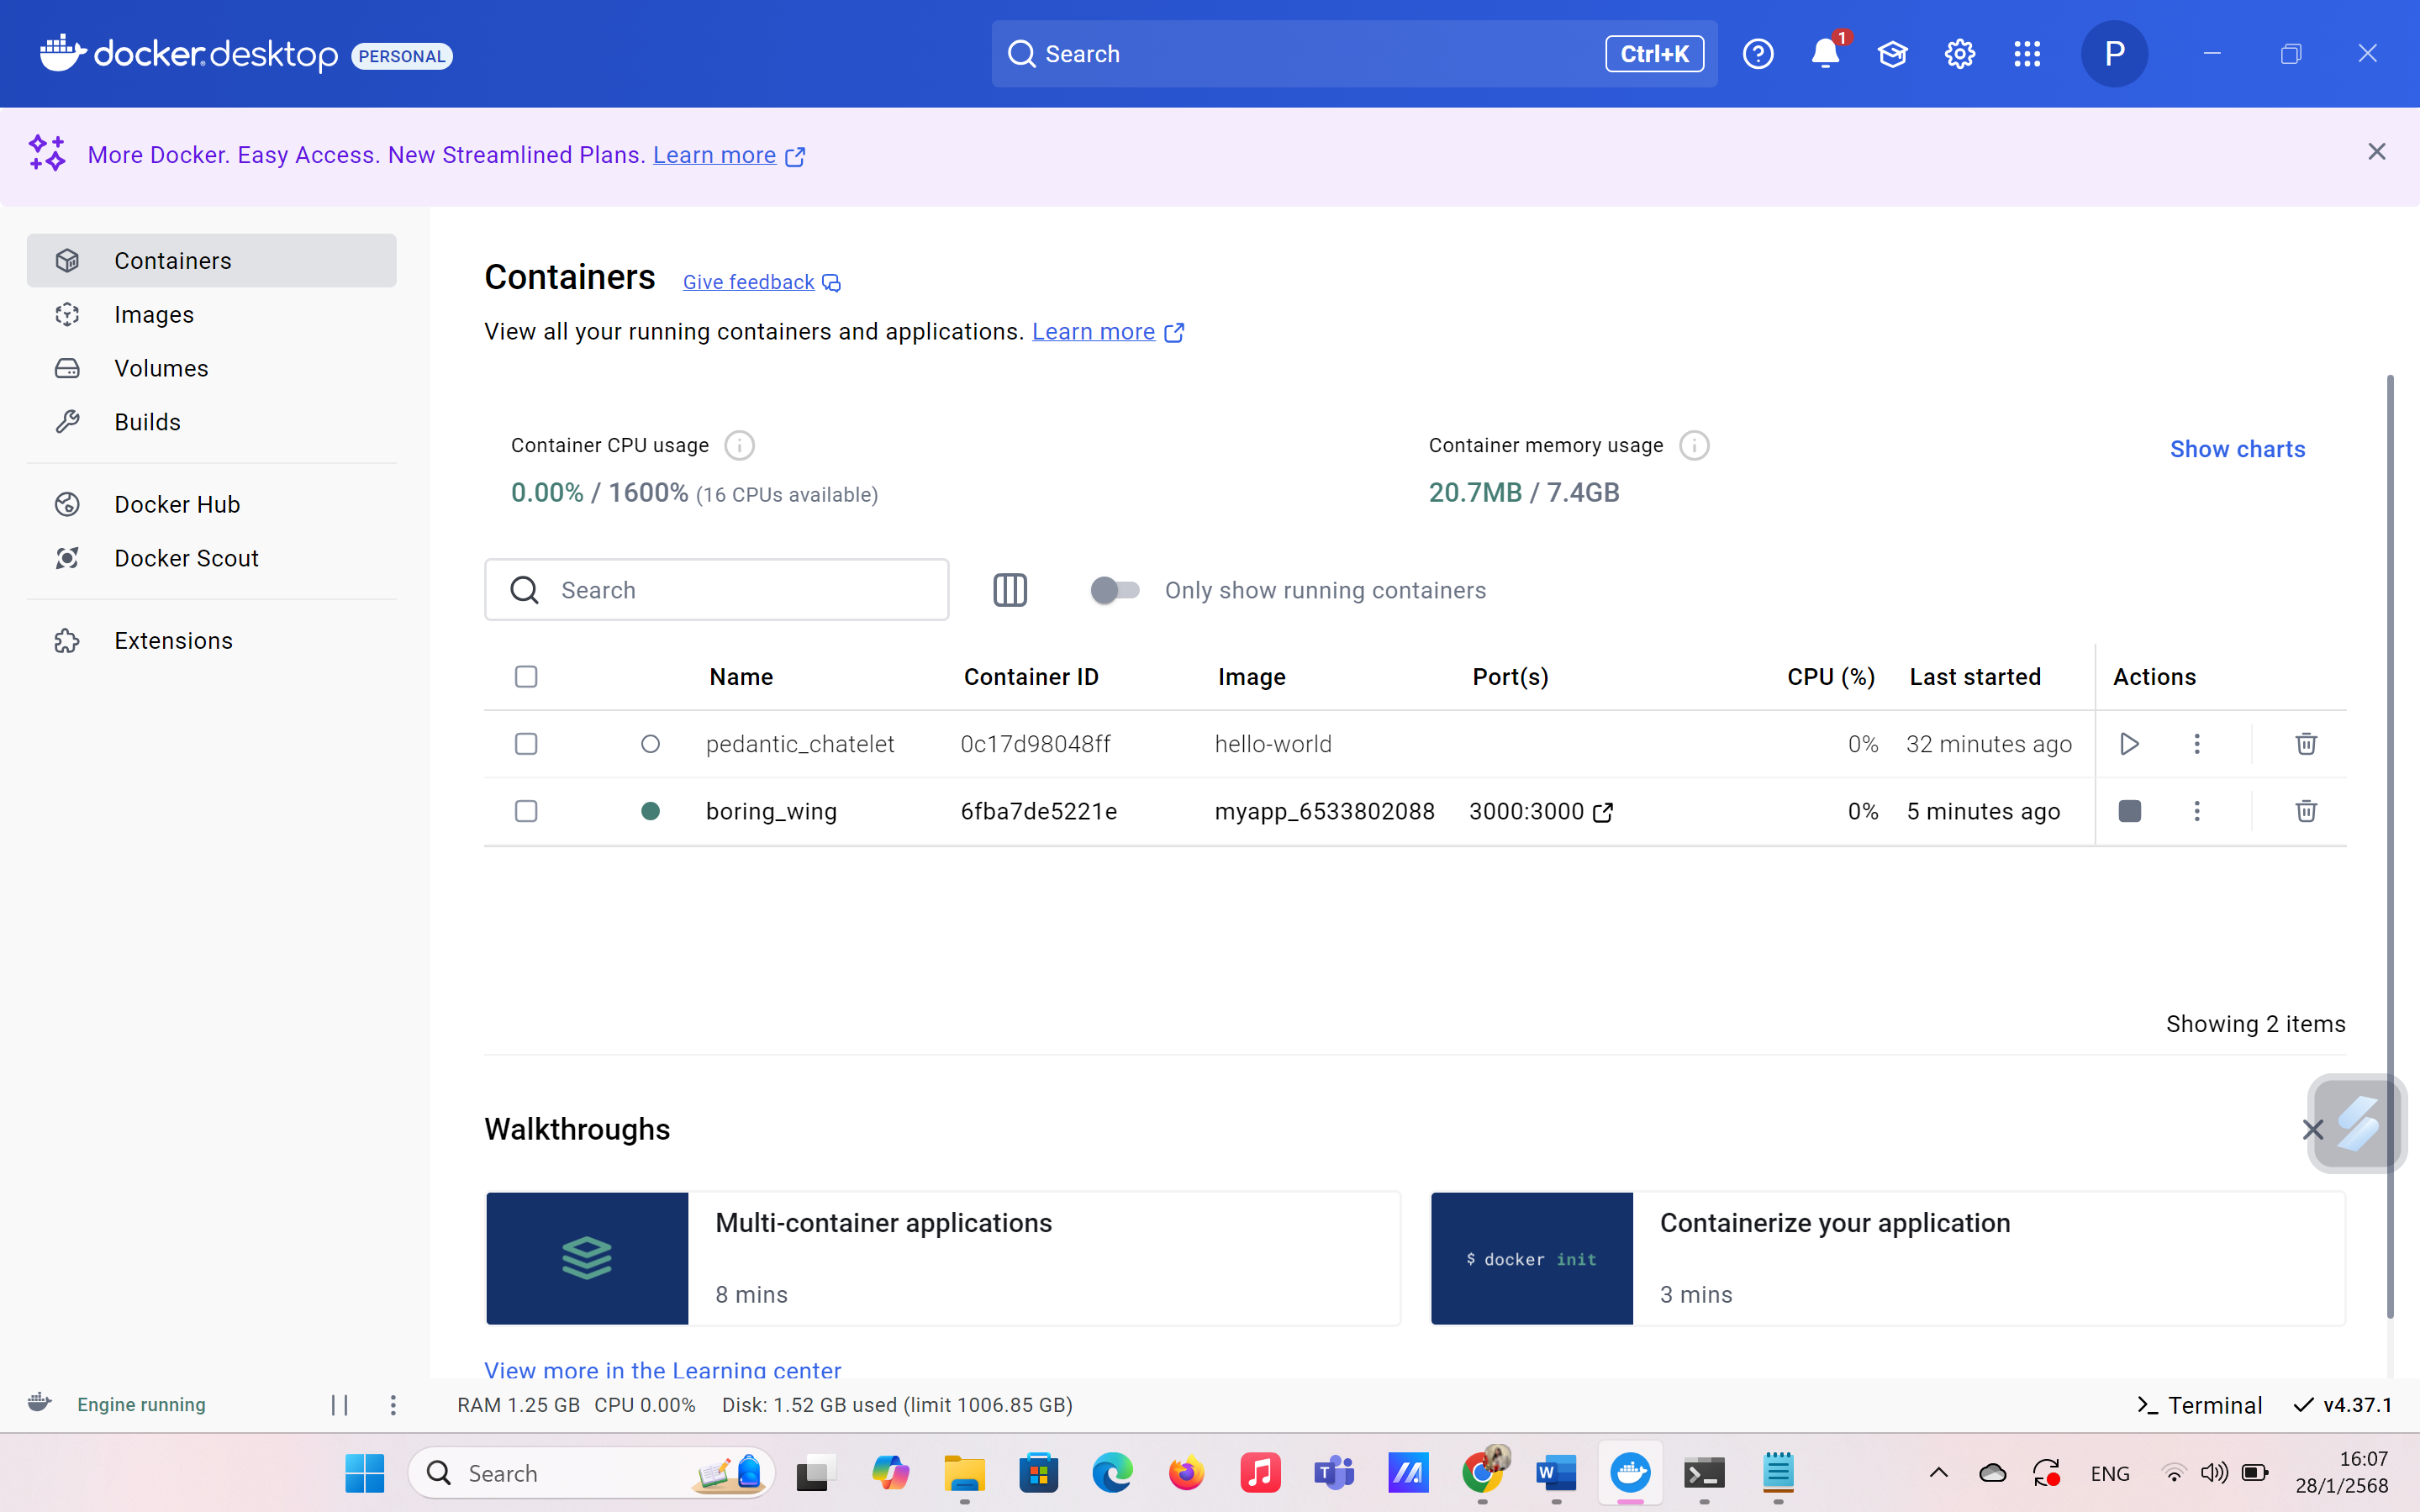 docker.desktop PERSONAL
Search Ctrl+K
1
P
More Docker. Easy Access. New Streamlined Plans. Learn more
Containers
Images
Volumes
Builds
Docker Hub
Docker Scout
Extensions
Containers Give feedback
View all your running containers and applications. Learn more
Container CPU usage
0.00% / 1600% (16 CPUs available)
Container memory usage
20.7MB / 7.4GB
Show charts
Search
Only show running containers
Name Container ID Image Port(s) CPU (%) Last started Actions
pedantic_chatelet 0c17d98048ff hello-world 0% 32 minutes ago
boring_wing 6fba7de5221e myapp_6533802088 3000:3000 0% 5 minutes ago
Showing 2 items
Walkthroughs
Multi-container applications
8 mins
$ docker init
Containerize your application
3 mins
View more in the Learning center
Engine running
RAM 1.25 GB CPU 0.00% Disk: 1.52 GB used (limit 1006.85 GB)
Terminal
v4.37.1
Search
ENG
16:07
28/1/2568